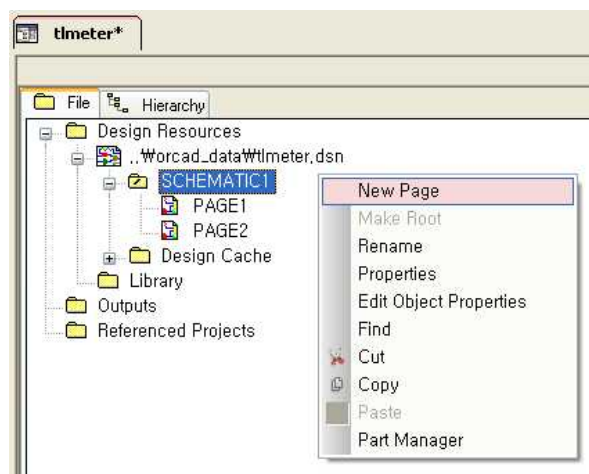 tlmeter*
File Hierarchy
Design Resources
..₩orcad_data₩tlmeter.dsn
SCHEMATIC1
PAGE1
PAGE2
Design Cache
Library
Outputs
Referenced Projects
New Page
Make Root
Rename
Properties
Edit Object Properties
Find
Cut
Copy
Paste
Part Manager